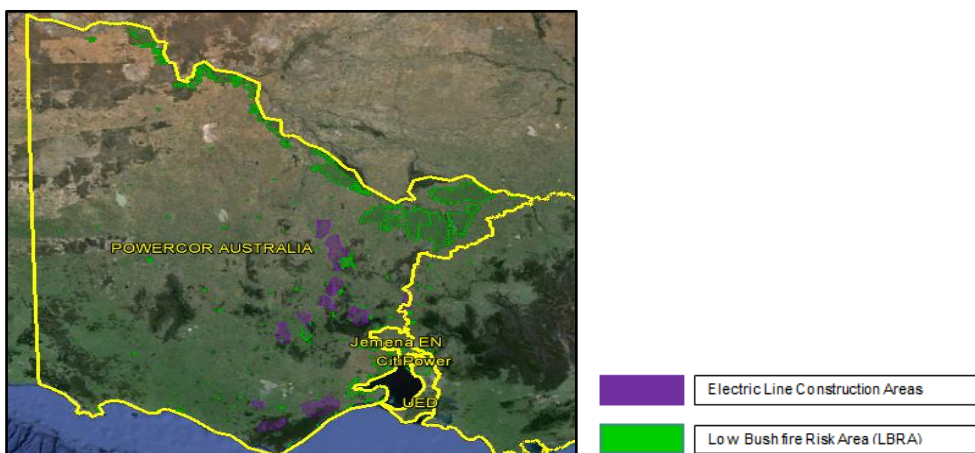 POWERCOR AUSTRALIA
Jemena EN
CitiPower
UED
Electric Line Construction Areas
Low Bushfire Risk Area (LBRA)